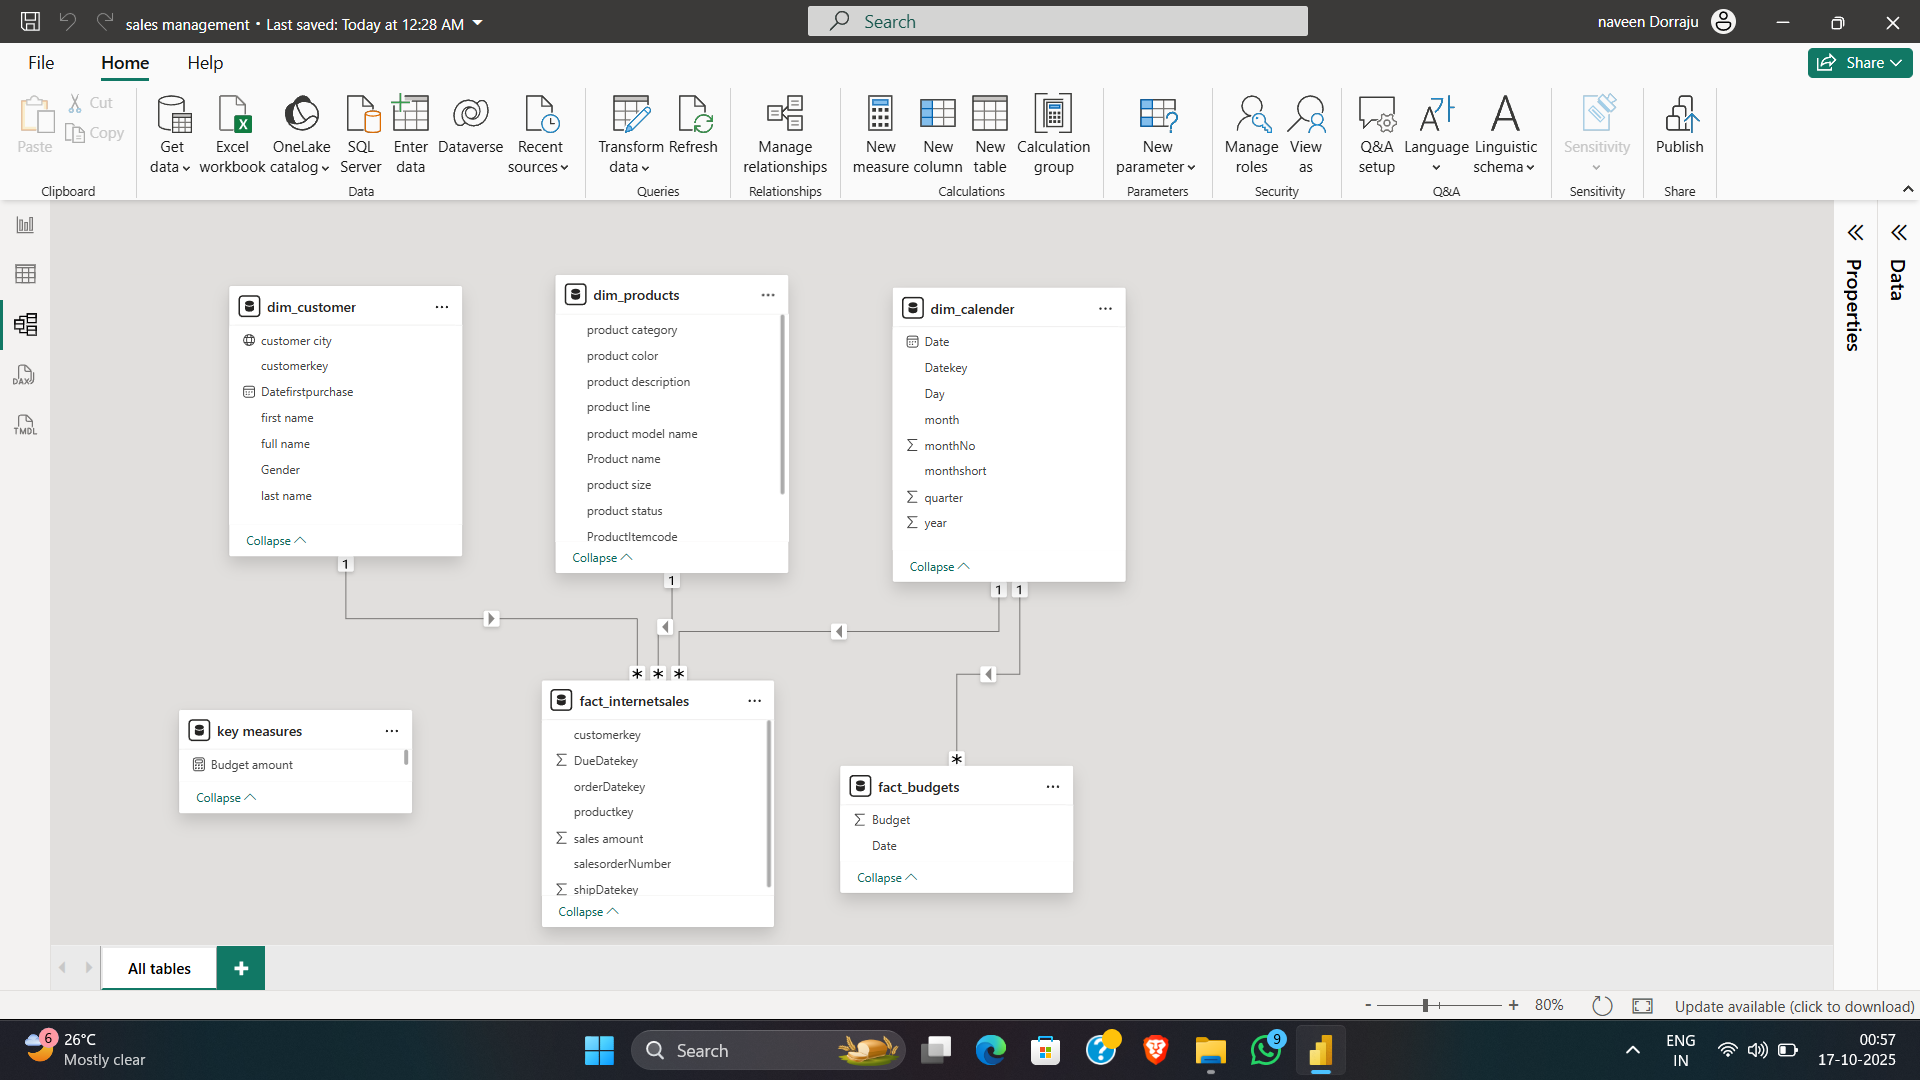 sales management • Last saved: Today at 12:28 AM
Search
naveen Dorraju
File
Home
Help
Share
Paste
Cut
Copy
Clipboard
Get data
Excel workbook
OneLake catalog
SQL Server
Enter data
Dataverse
Recent sources
Data
Transform data
Refresh
Queries
Manage relationships
Relationships
New measure
New column
New table
Calculation group
Calculations
New parameter
Parameters
Manage roles
View as
Security
Q&A setup
Language
Linguistic schema
Q&A
Sensitivity
Sensitivity
Publish
Share
DAX
TMDL
Properties
Data
dim_customer
customer city
customerkey
Datefirstpurchase
first name
full name
Gender
last name
Collapse
1
dim_products
product category
product color
product description
product line
product model name
Product name
product size
product status
ProductItemcode
Collapse
1
dim_calender
Date
Datekey
Day
month
monthNo
monthshort
quarter
year
Collapse
1 1
* * *
key measures
Budget amount
Collapse
fact_internetsales
customerkey
DueDatekey
orderDatekey
productkey
sales amount
salesorderNumber
shipDatekey
Collapse
*
fact_budgets
Budget
Date
Collapse
All tables
+
- + 80%
Update available (click to download)
6
26°C
Mostly clear
Search
9
ENG
IN
00:57
17-10-2025